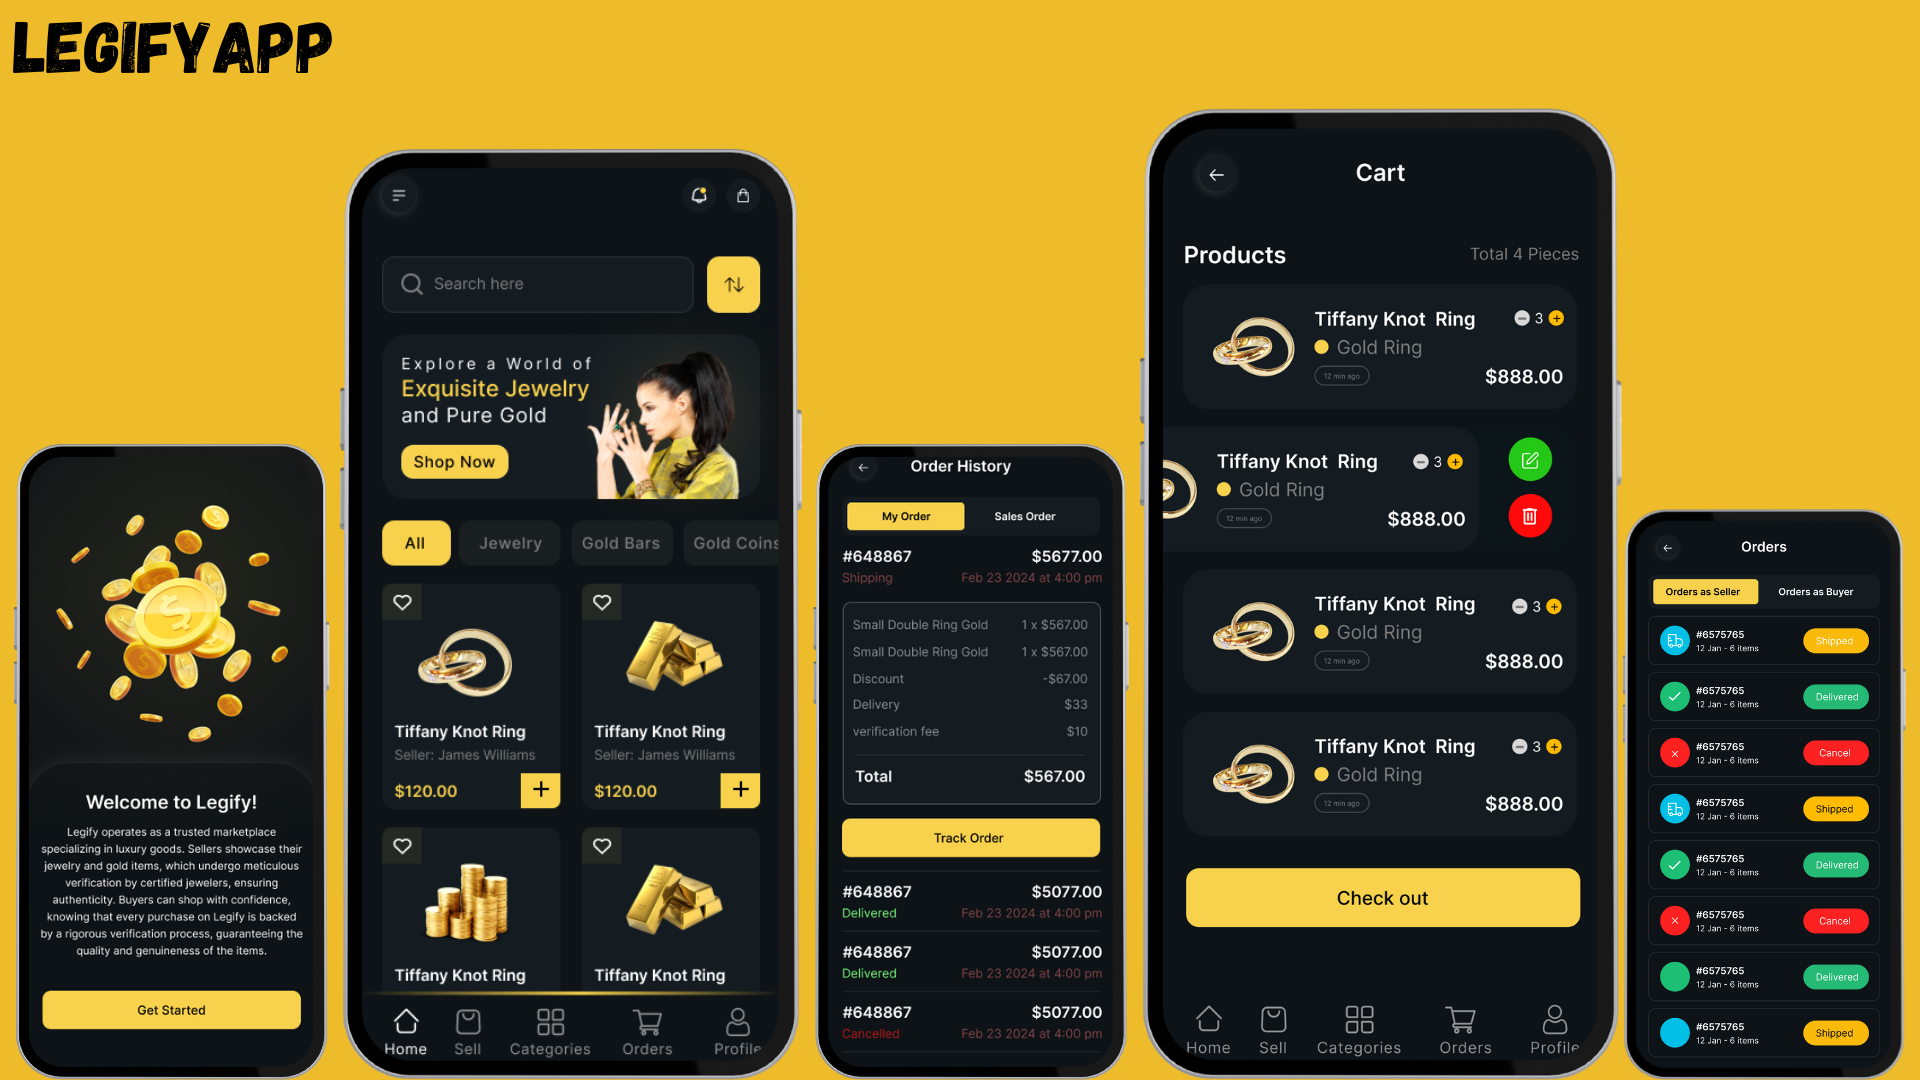 LEGIFYAPP
Welcome to Legify!
Legify operates as a trusted marketplace
specializing in luxury goods. Sellers showcase their
jewelry and gold items, which undergo meticulous
verification by certified jewelers, ensuring
authenticity. Buyers can shop with confidence,
knowing that every purchase on Legify is backed
by a rigorous verification process, guaranteeing the
quality and genuineness of the items.
Get Started
Search here
Explore a World of
Exquisite Jewelry
and Pure Gold
Shop Now
All Jewelry Gold Bars Gold Coins
Tiffany Knot Ring Tiffany Knot Ring
Seller: James Williams Seller: James Williams
$120.00 + $120.00 +
Tiffany Knot Ring Tiffany Knot Ring
Home Sell Categories Orders Profile
Order History
My Order Sales Order
#648867 $5677.00
Shipping Feb 23 2024 at 4:00 pm
Small Double Ring Gold 1 x $567.00
Small Double Ring Gold 1 x $567.00
Discount -$67.00
Delivery $33
verification fee $10
Total $567.00
Track Order
#648867 $5077.00
Delivered Feb 23 2024 at 4:00 pm
#648867 $5077.00
Delivered Feb 23 2024 at 4:00 pm
#648867 $5077.00
Cancelled Feb 23 2024 at 4:00 pm
Cart
Products Total 4 Pieces
Tiffany Knot Ring - 3 +
Gold Ring
12 min ago $888.00
Tiffany Knot Ring - 3 +
Gold Ring
12 min ago $888.00
Tiffany Knot Ring - 3 +
Gold Ring
12 min ago $888.00
Tiffany Knot Ring - 3 +
Gold Ring
12 min ago $888.00
Check out
Home Sell Categories Orders Profile
Orders
Orders as Seller Orders as Buyer
#6575765
12 Jan - 6 items Shipped
#6575765
12 Jan - 6 items Delivered
#6575765
12 Jan - 6 items Cancel
#6575765
12 Jan - 6 items Shipped
#6575765
12 Jan - 6 items Delivered
#6575765
12 Jan - 6 items Cancel
#6575765
12 Jan - 6 items Delivered
#6575765
12 Jan - 6 items Shipped